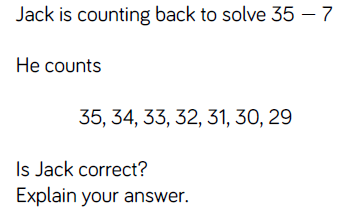 Jack is counting back to solve 35 − 7
He counts
35, 34, 33, 32, 31, 30, 29
Is Jack correct?
Explain your answer.